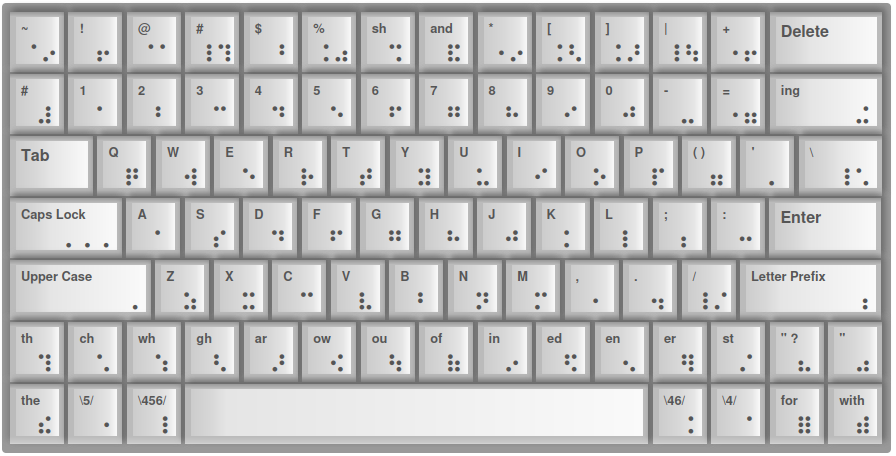 ~ ! @ # $ % sh and * [ ] | + Delete
# 1 2 3 4 5 6 7 8 9 0 - = ing
Tab Q W E R T Y U I O P ( ) ' \
Caps Lock A S D F G H J K L ; : Enter
Upper Case Z X C V B N M , . / Letter Prefix
th ch wh gh ar ow ou of in ed en er st " ? "
the \5/ \456/ \46/ \4/ for with